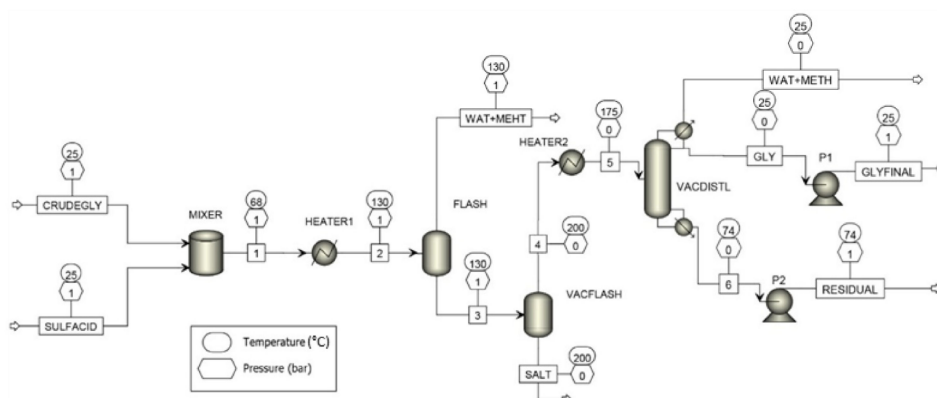 25
0
WAT+METH
130
1
WAT+MEHT
175
0
HEATER2
5
25
0
GLY
25
1
P1
GLYFINAL
VACDISTL
25
1
CRUDEGLY
MIXER
68
1
1
HEATER1
130
1
2
FLASH
4
200
0
130
1
3
VACFLASH
74
0
6
P2
74
1
RESIDUAL
25
1
SULFACID
Temperature (°C)
Pressure (bar)
200
0
SALT